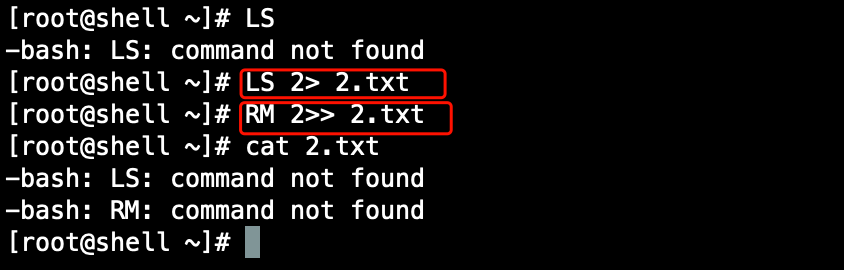 [root@shell ~]# LS
-bash: LS: command not found
[root@shell ~]# LS 2> 2.txt
[root@shell ~]# RM 2>> 2.txt
[root@shell ~]# cat 2.txt
-bash: LS: command not found
-bash: RM: command not found
[root@shell ~]#